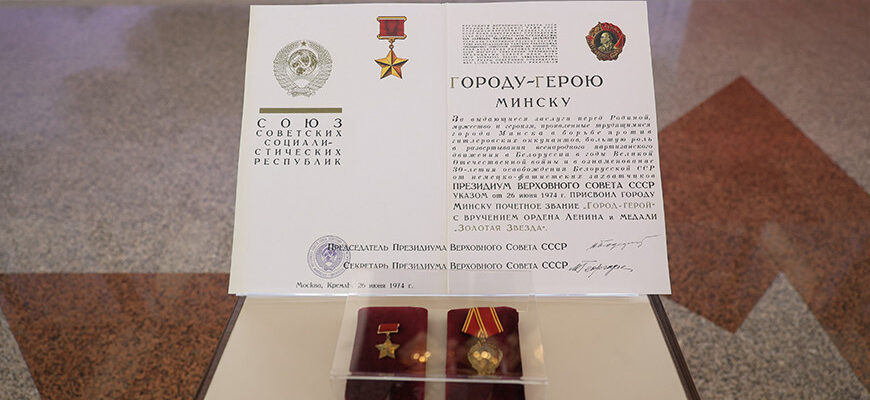 СОЮЗ
СОВЕТСКИХ
СОЦИАЛИ-
СТИЧЕСКИХ
РЕСПУБЛИК
ГОРОДУ-ГЕРОЮ
МИНСКУ
За выдающиеся заслуги перед Родиной,
мужество и героизм, проявленные трудящимися
города Минска в борьбе против
гитлеровских оккупантов, большую роль
в развертывании всенародного партизанского
движения в Белоруссии в годы Великой
Отечественной войны и в ознаменование
30-летия освобождения Белорусской ССР
от немецко-фашистских захватчиков
ПРЕЗИДИУМ ВЕРХОВНОГО СОВЕТА СССР
УКАЗОМ от 26 июня 1974 г. ПРИСВОИЛ ГОРОДУ
МИНСКУ ПОЧЕТНОЕ ЗВАНИЕ „ГОРОД-ГЕРОЙ"
С ВРУЧЕНИЕМ ОРДЕНА ЛЕНИНА И МЕДАЛИ
„ЗОЛОТАЯ ЗВЕЗДА".
ПРЕДСЕДАТЕЛЬ ПРЕЗИДИУМА ВЕРХОВНОГО СОВЕТА СССР
СЕКРЕТАРЬ ПРЕЗИДИУМА ВЕРХОВНОГО СОВЕТА СССР
Москва, Кремль, 26 июня 1974 г.